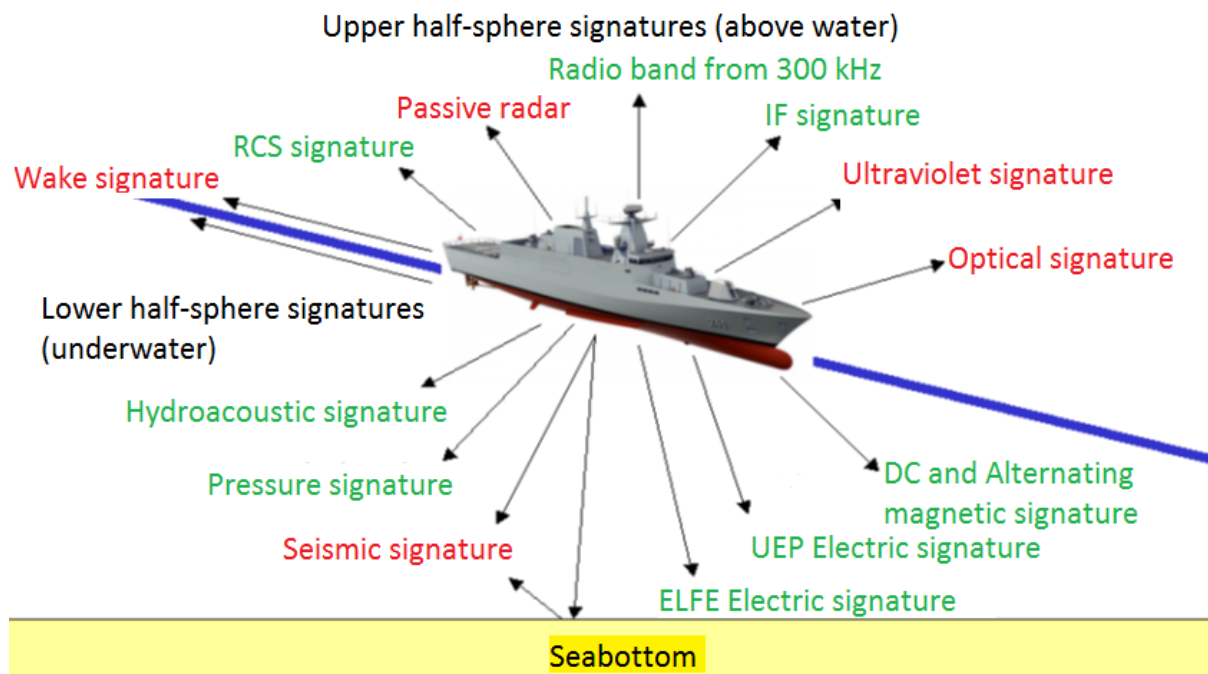 Upper half-sphere signatures (above water)
Radio band from 300 kHz
Passive radar
IF signature
RCS signature
Wake signature
Ultraviolet signature
Optical signature
Lower half-sphere signatures
(underwater)
Hydroacoustic signature
Pressure signature
DC and Alternating
magnetic signature
Seismic signature
UEP Electric signature
ELFE Electric signature
Seabottom